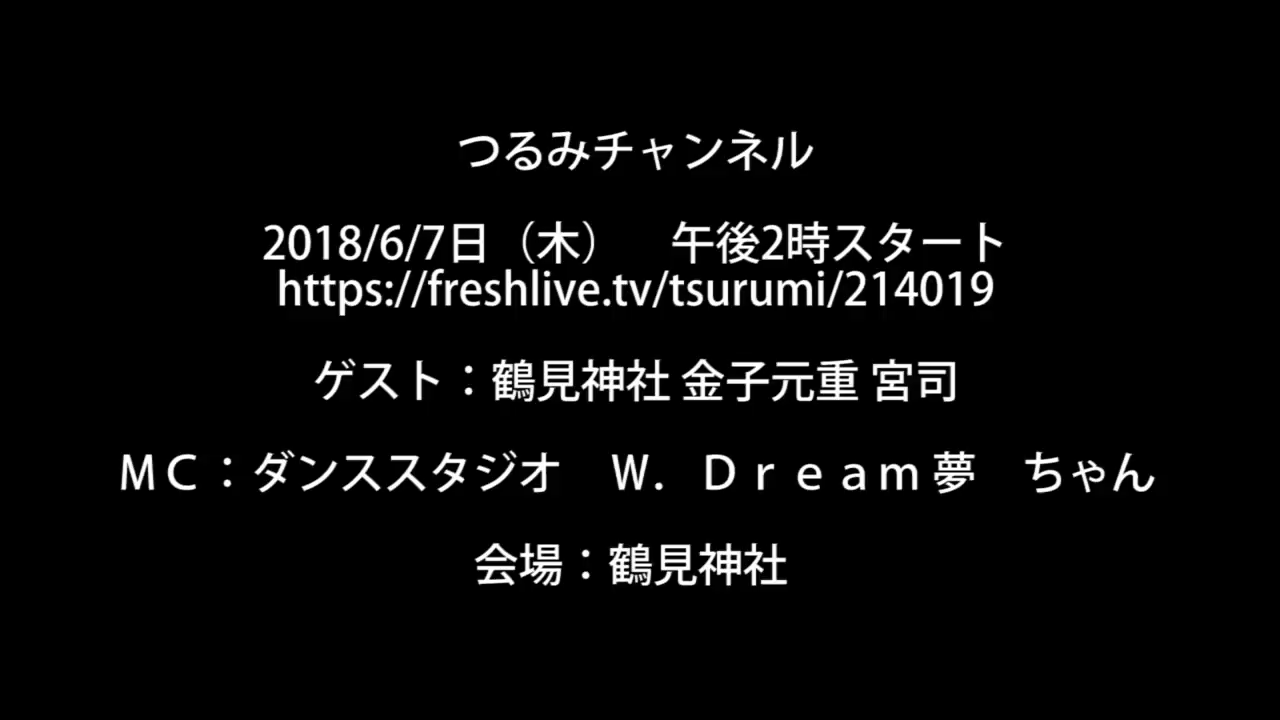 つるみチャンネル
2018/6/7日（木）　午後2時スタート
https://freshlive.tv/tsurumi/214019
ゲスト：鶴見神社 金子元重 宮司
ＭＣ：ダンススタジオ　Ｗ．Ｄｒｅａｍ夢　ちゃん
会場：鶴見神社